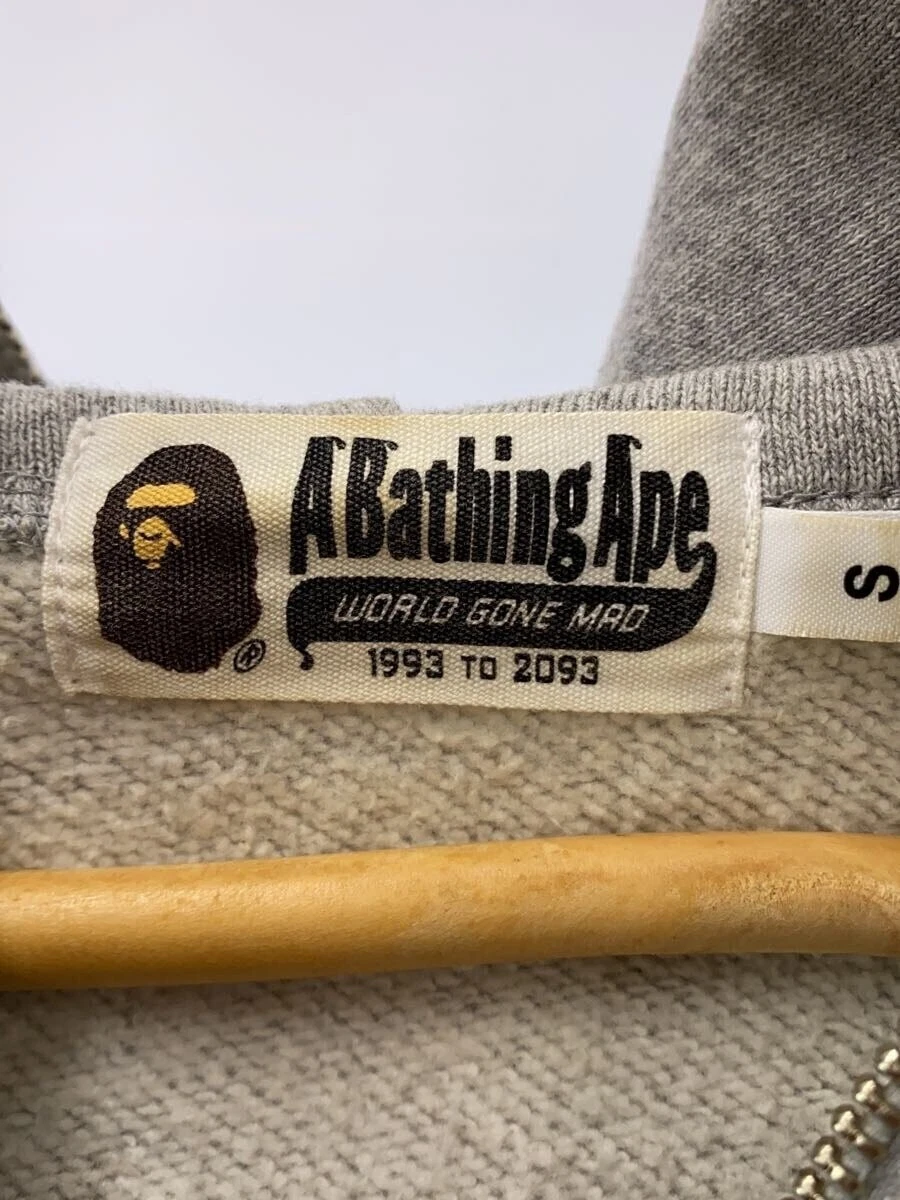 A Bathing Ape
WORLD GONE MAD
®
1993 TO 2093
S